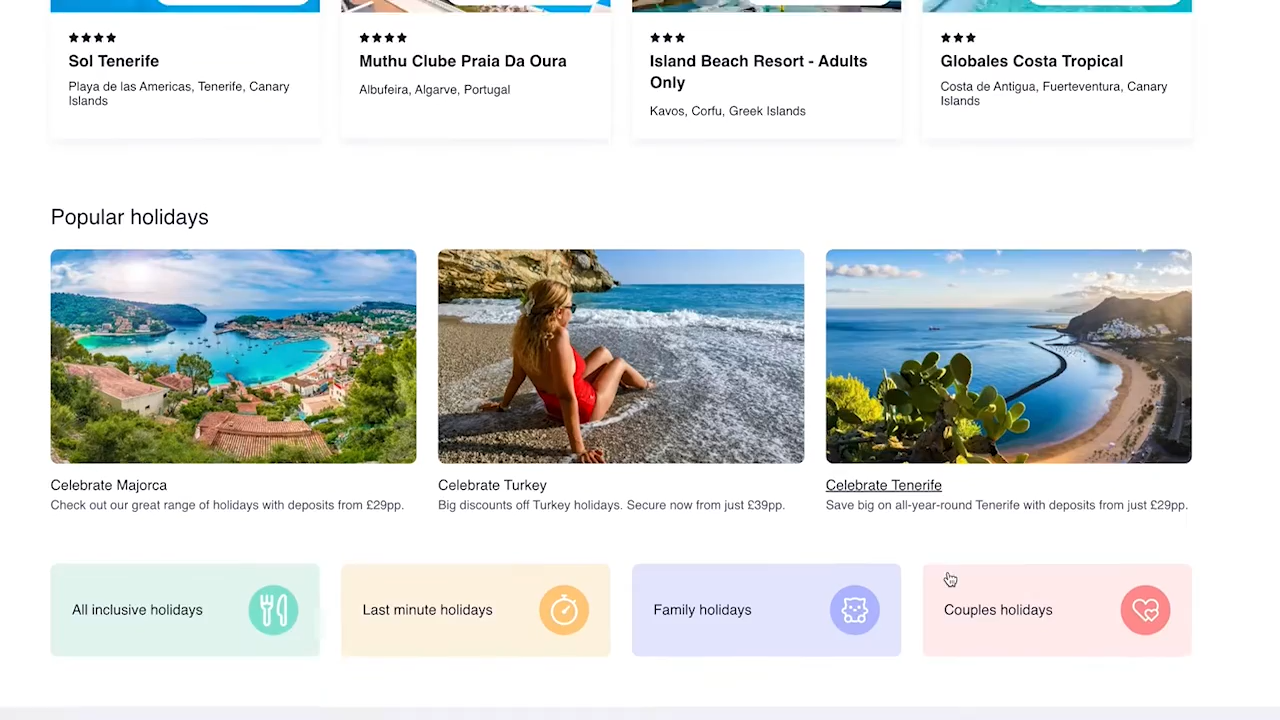 Sol Tenerife
Playa de las Americas, Tenerife, Canary
Islands
Muthu Clube Praia Da Oura
Albufeira, Algarve, Portugal
Island Beach Resort - Adults
Only
Kavos, Corfu, Greek Islands
Globales Costa Tropical
Costa de Antigua, Fuerteventura, Canary
Islands
Popular holidays
Celebrate Majorca
Check out our great range of holidays with deposits from £29pp.
Celebrate Turkey
Big discounts off Turkey holidays. Secure now from just £39pp.
Celebrate Tenerife
Save big on all-year-round Tenerife with deposits from just £29pp.
All inclusive holidays
Last minute holidays
Family holidays
Couples holidays